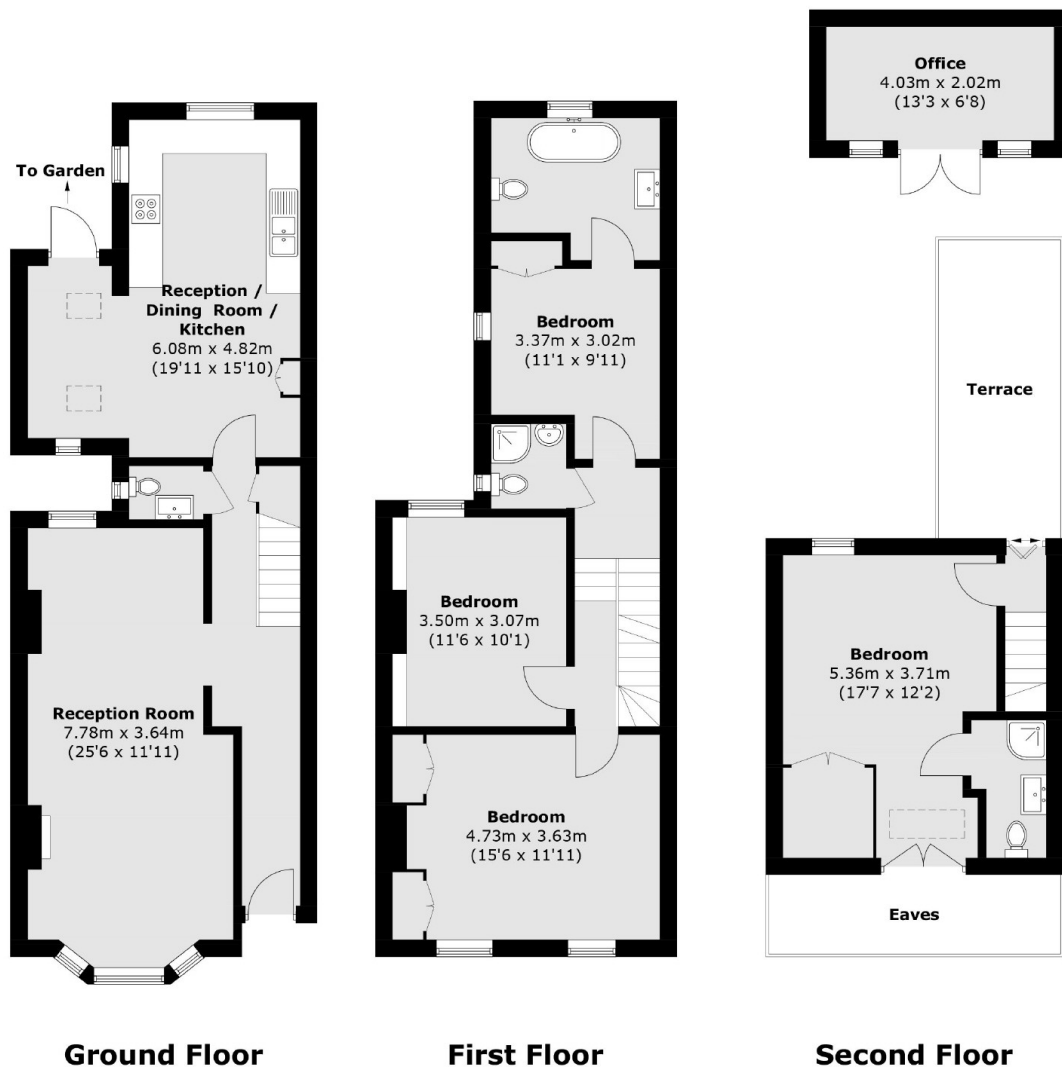 To Garden
Reception /
Dining Room /
Kitchen
6.08m x 4.82m
(19'11 x 15'10)
Reception Room
7.78m x 3.64m
(25'6 x 11'11)
Ground Floor
Bedroom
3.37m x 3.02m
(11'1 x 9'11)
Bedroom
3.50m x 3.07m
(11'6 x 10'1)
Bedroom
4.73m x 3.63m
(15'6 x 11'11)
First Floor
Office
4.03m x 2.02m
(13'3 x 6'8)
Terrace
Bedroom
5.36m x 3.71m
(17'7 x 12'2)
Eaves
Second Floor